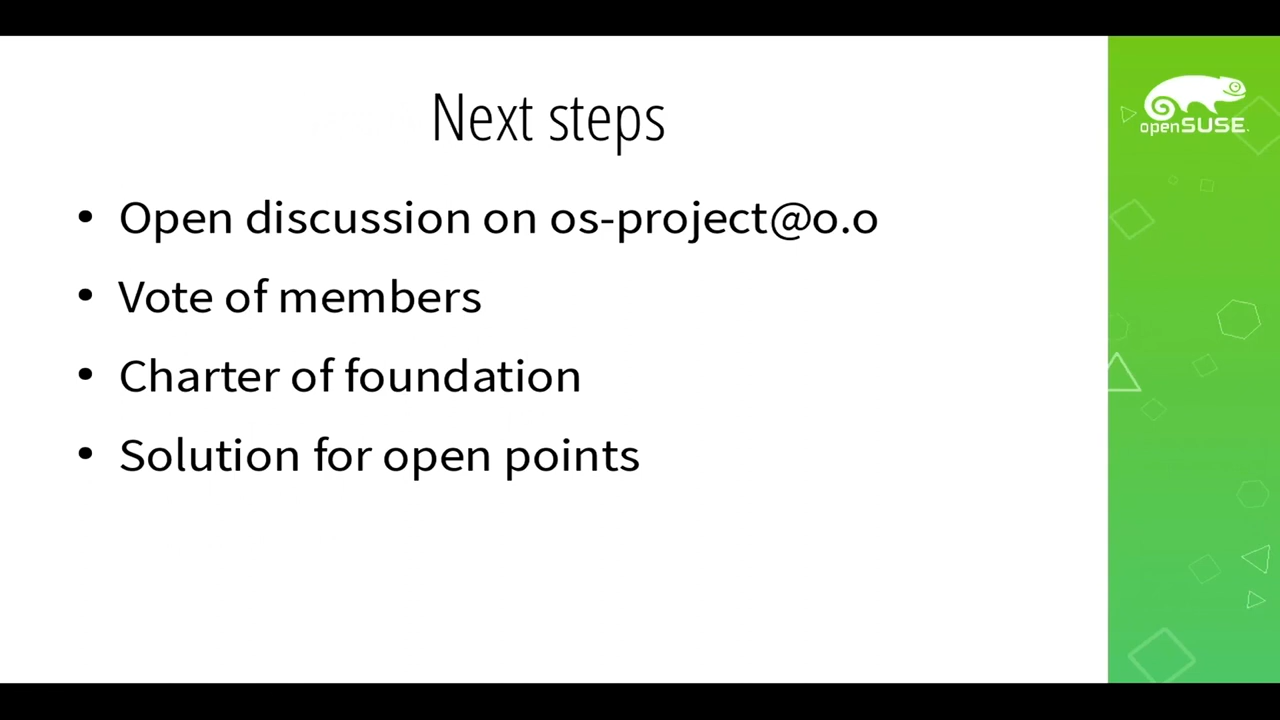 Next steps
openSUSE
• Open discussion on os-project@o.o
• Vote of members
• Charter of foundation
• Solution for open points